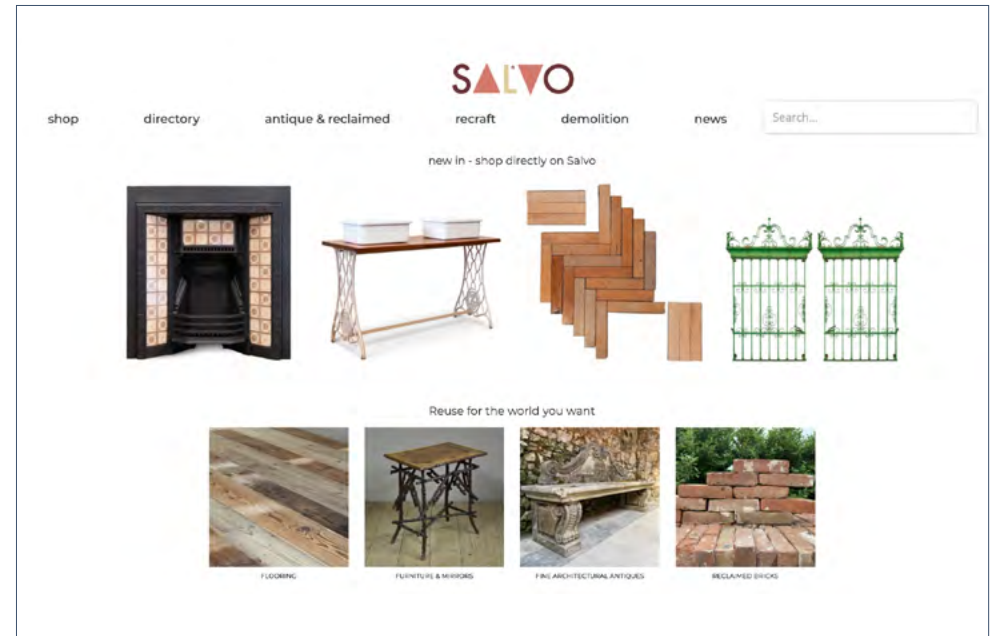 SALVO
shop directory antique & reclaimed recraft demolition news Search...
new in - shop directly on Salvo
Reuse for the world you want
FLOORING FURNITURE & MIRRORS FINE ARCHITECTURAL ANTIQUES RECLAIMED BRICKS